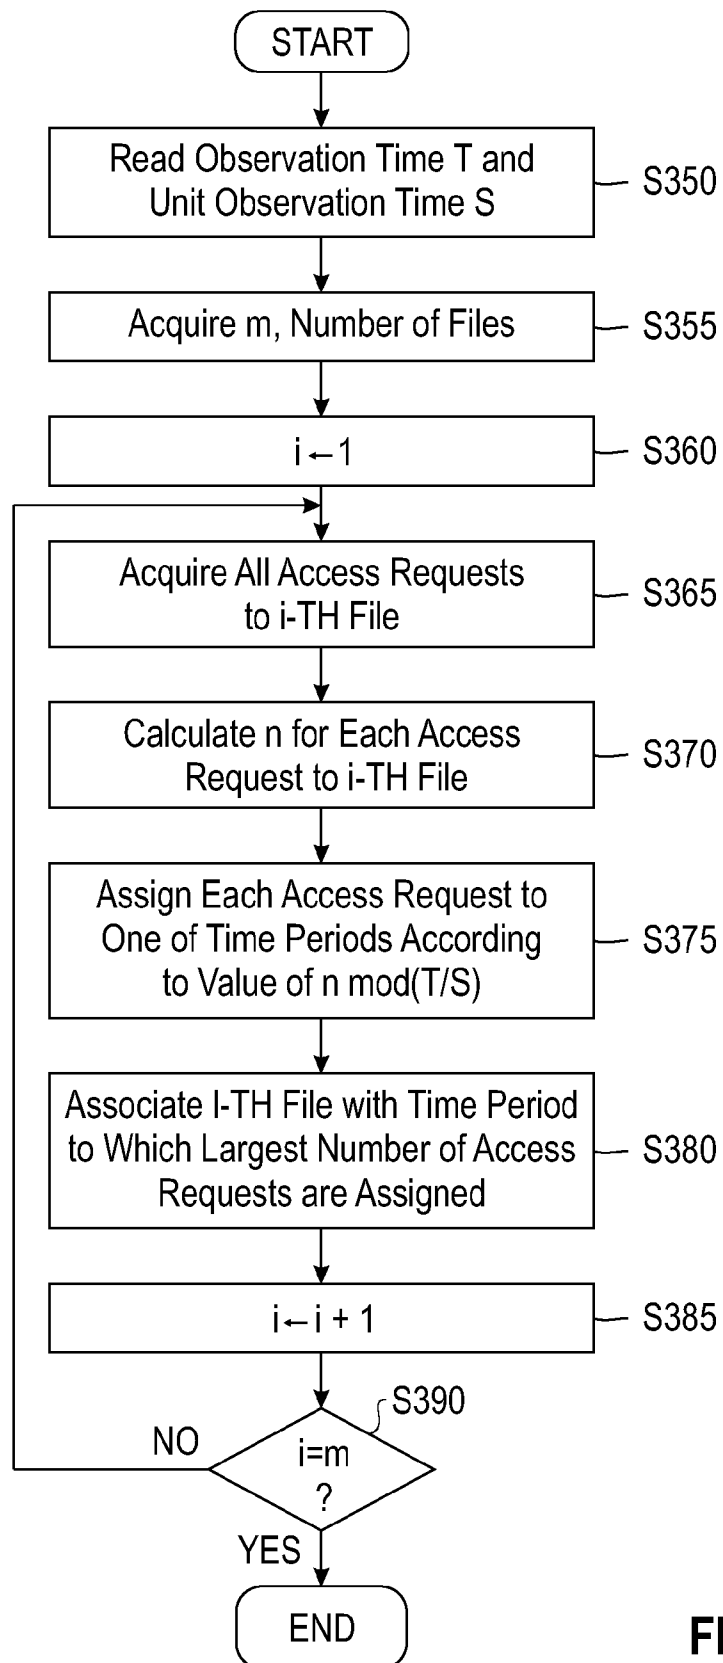 START
Read Observation Time T and
Unit Observation Time S
S350
Acquire m, Number of Files
S355
i←1
S360
Acquire All Access Requests
to i-TH File
S365
Calculate n for Each Access
Request to i-TH File
S370
Assign Each Access Request to
One of Time Periods According
to Value of n mod(T/S)
S375
Associate I-TH File with Time Period
to Which Largest Number of Access
Requests are Assigned
S380
i←i + 1
S385
S390
NO
i=m
?
YES
END